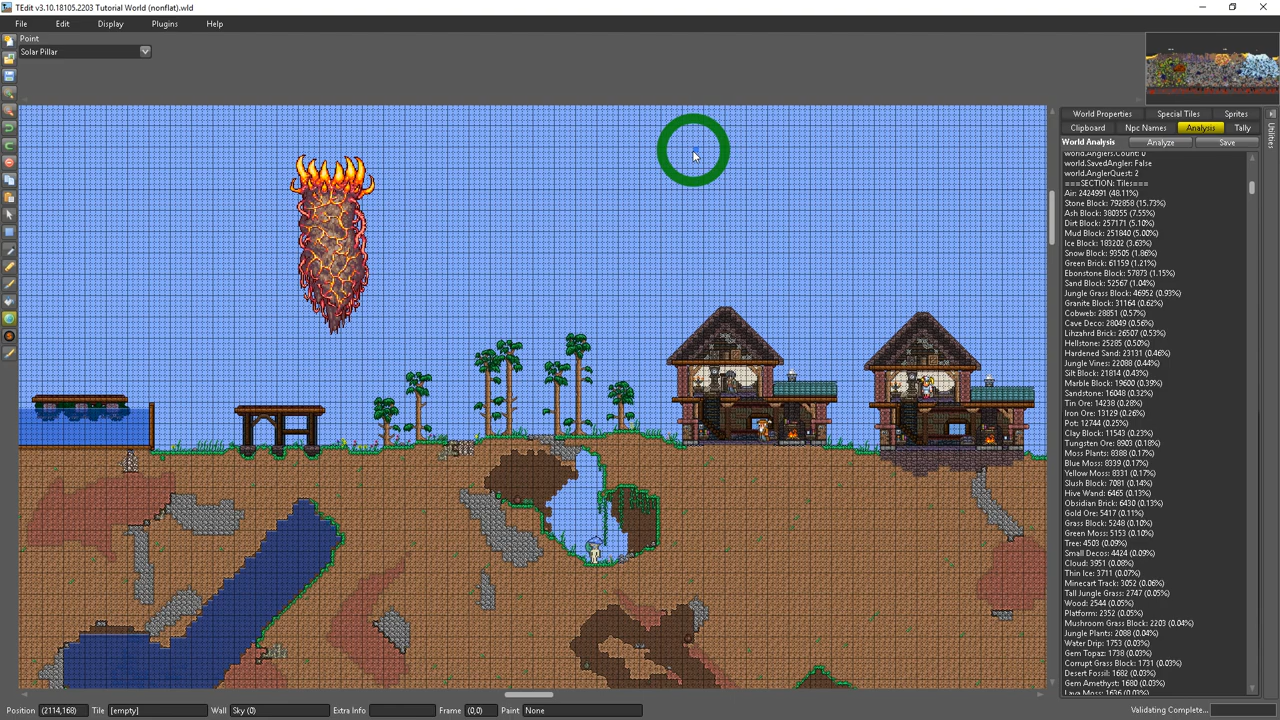 TEdit v3.10.18105.2203 Tutorial World (nonflat).wld
File Edit Display Plugins Help
Point
Solar Pillar
World Properties Special Tiles Sprites
Clipboard Npc Names Analysis Tally
World Analysis Analyze Save
Utilities
world.Anglers.Count: 0
world.SavedAngler: False
world.AnglerQuest: 2
===SECTION: Tiles===
Air: 2424991 (48.11%)
Stone Block: 792858 (15.73%)
Ash Block: 380355 (7.55%)
Dirt Block: 257171 (5.10%)
Mud Block: 251840 (5.00%)
Ice Block: 183202 (3.63%)
Snow Block: 93505 (1.86%)
Green Brick: 61159 (1.21%)
Ebonstone Block: 57873 (1.15%)
Sand Block: 52567 (1.04%)
Jungle Grass Block: 46952 (0.93%)
Granite Block: 31164 (0.62%)
Cobweb: 28851 (0.57%)
Cave Deco: 28049 (0.56%)
Lihzahrd Block: 26507 (0.53%)
Hellstone: 25285 (0.50%)
Hardened Sand: 23131 (0.46%)
Jungle Vines: 22088 (0.44%)
Silt Block: 21814 (0.43%)
Marble Block: 19600 (0.39%)
Sandstone: 16048 (0.32%)
Tin Ore: 14238 (0.28%)
Iron Ore: 13129 (0.26%)
Pot: 12744 (0.25%)
Clay Block: 11543 (0.23%)
Tungsten Ore: 8903 (0.18%)
Moss Plants: 8388 (0.17%)
Blue Moss: 8339 (0.17%)
Yellow Moss: 8331 (0.17%)
Slush Block: 7081 (0.14%)
Hive Wand: 6465 (0.13%)
Obsidian Brick: 6430 (0.13%)
Gold Ore: 5417 (0.11%)
Grass Block: 5248 (0.10%)
Green Moss: 5153 (0.10%)
Tree: 4503 (0.09%)
Small Decos: 4424 (0.09%)
Cloud: 3951 (0.08%)
Thin Ice: 3711 (0.07%)
Minecart Track: 3052 (0.06%)
Tall Jungle Grass: 2747 (0.05%)
Wood: 2544 (0.05%)
Platform: 2352 (0.05%)
Mushroom Grass Block: 2203 (0.04%)
Jungle Plants: 2088 (0.04%)
Water Drip: 1753 (0.03%)
Gem Topaz: 1738 (0.03%)
Corrupt Grass Block: 1731 (0.03%)
Desert Fossil: 1682 (0.03%)
Gem Amethyst: 1680 (0.03%)
Lava Moss: 1636 (0.03%)
Position (2114,168) Tile [empty] Wall Sky (0) Extra Info Frame (0,0) Paint None Validating Complete...